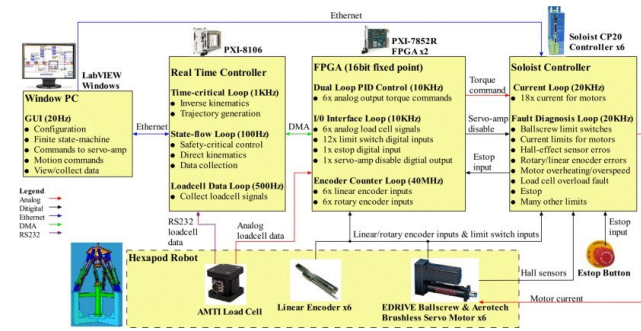 Ethernet
PXI-8106
PXI-7852R
FPGA x2
Soloist CP20
Controller x6
LabVIEW
Windows
Window PC
GUI (20Hz)
Configuration
Finite state-machine
Commands to servo-amp
Motion commands
View/collect data
Ethernet
Real Time Controller
Time-critical Loop (1KHz)
Inverse kinematics
Trajectory generation
State-flow Loop (100Hz)
Safety-critical control
Direct kinematics
Data collection
Loadcell Data Loop (500Hz)
Collect loadcell signals
DMA
FPGA (16bit fixed point)
Dual Loop PID Control (10KHz)
6x analog output torque commands
I/O Interface Loop (10KHz)
6x analog load cell signals
12x limit switch digital inputs
1x estop digital input
1x servo-amp disable diglital output
Encoder Counter Loop (40MHz)
6x linear encoder inputs
6x rotary encoder inputs
Torque
command
Servo-amp
disable
Estop
input
Soloist Controller
Current Loop (20KHz)
18x current for motors
Fault Diagnosis Loop (20KHz)
Ballscrew limit switches
Current limits for motors
Hall-effect sensor erros
Rotary/linear encoder errors
Motor overheating/overspeed
Load cell overload fault
Estop
Many other limits
Legend
Analog
Ditigital
Ethernet
DMA
RS232
RS232
loadcell
data
Analog
loadcell data
Linear/rotary encoder inputs & limit switch inputs
Estop
input
Hexapod Robot
AMTI Load Cell
Linear Encoder x6
EDRIVE Ballscrew & Aerotech
Brushless Servo Motor x6
Hall sensors
Estop Button
Motor current